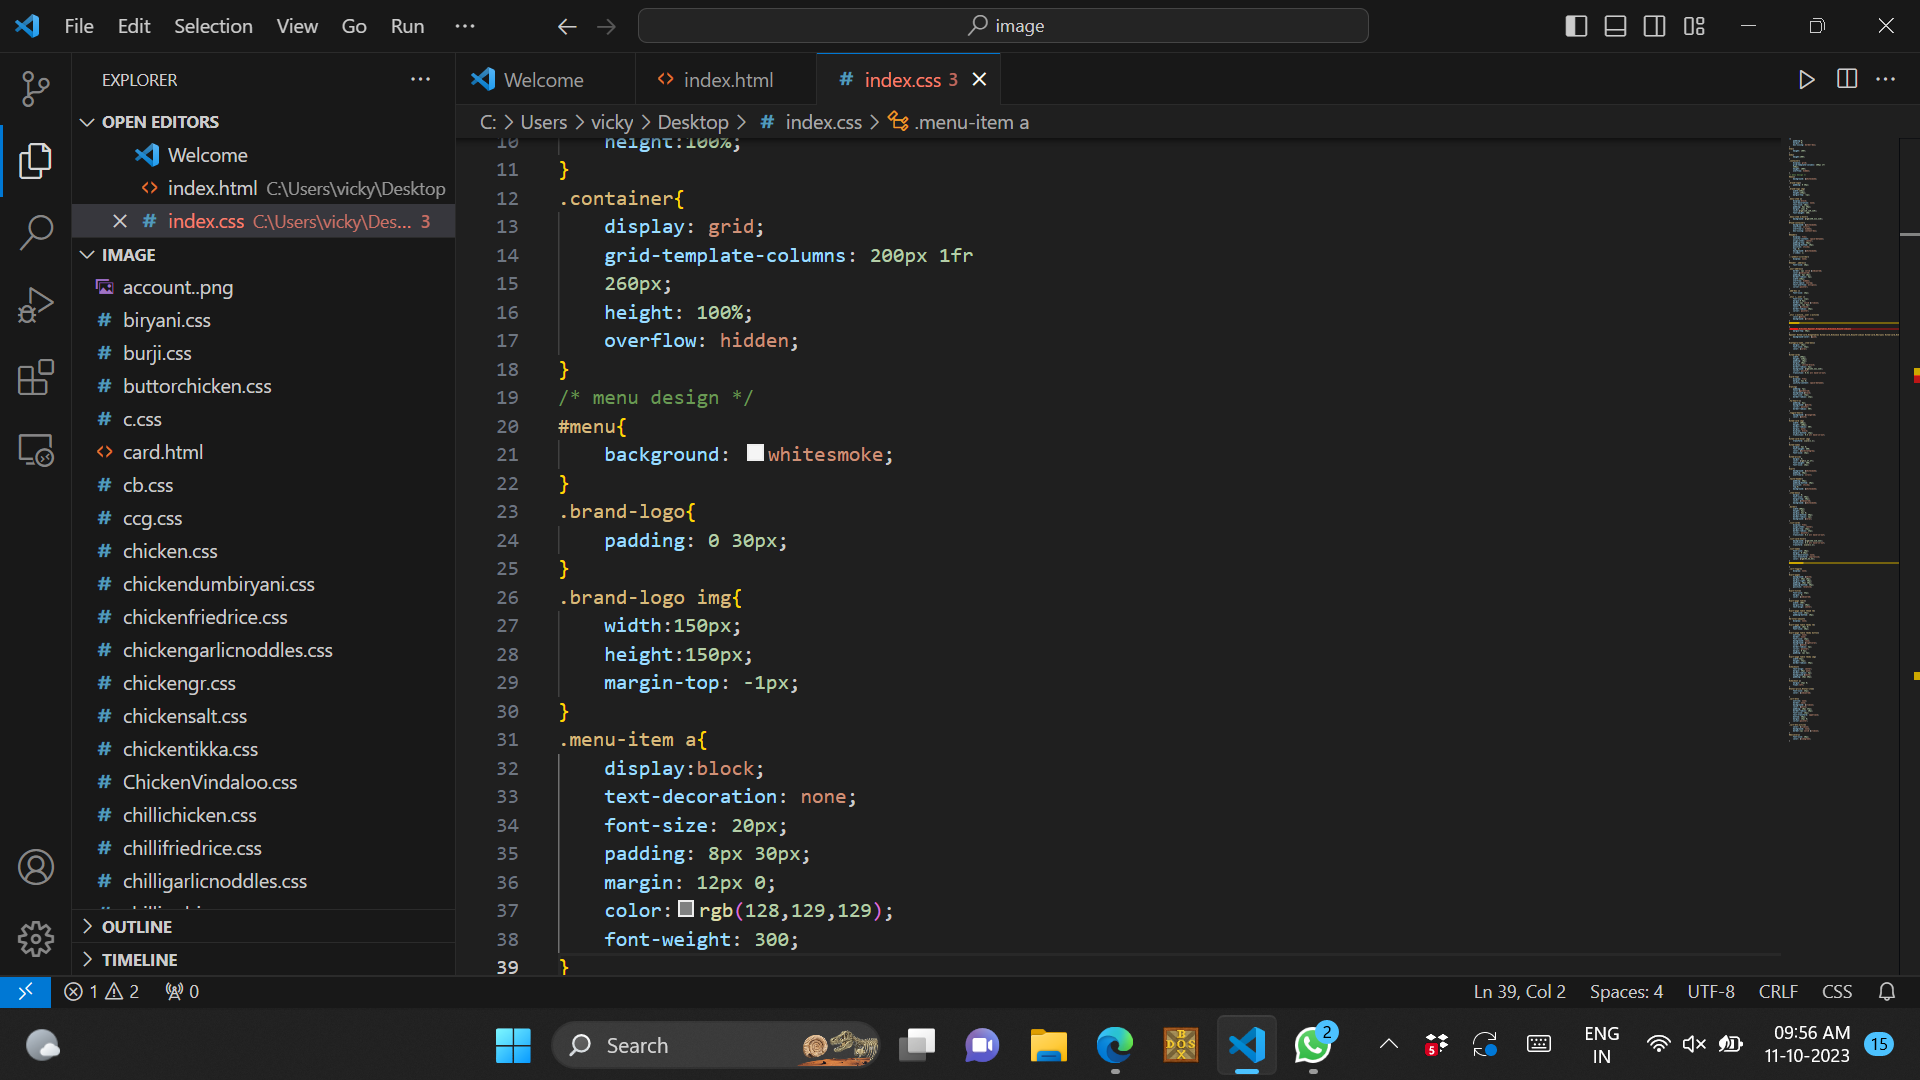 File Edit Selection View Go Run ··· image
EXPLORER ···
Welcome index.html # index.css 3
OPEN EDITORS
C: > Users > vicky > Desktop > # index.css > .menu-item a
Welcome
index.html C:\Users\vicky\Desktop
# index.css C:\Users\vicky\Des... 3
IMAGE
account..png
# biryani.css
# burji.css
# buttorchicken.css
# c.css
card.html
# cb.css
# ccg.css
# chicken.css
# chickendumbiryani.css
# chickenfriedrice.css
# chickengarlicnoddles.css
# chickengr.css
# chickensalt.css
# chickentikka.css
# ChickenVindaloo.css
# chillichicken.css
# chillifriedrice.css
# chilligarlicnoddles.css
OUTLINE
TIMELINE
10 height:100%;
11 }
12 .container{
13 display: grid;
14 grid-template-columns: 200px 1fr
15 260px;
16 height: 100%;
17 overflow: hidden;
18 }
19 /* menu design */
20 #menu{
21 background: whitesmoke;
22 }
23 .brand-logo{
24 padding: 0 30px;
25 }
26 .brand-logo img{
27 width:150px;
28 height:150px;
29 margin-top: -1px;
30 }
31 .menu-item a{
32 display:block;
33 text-decoration: none;
34 font-size: 20px;
35 padding: 8px 30px;
36 margin: 12px 0;
37 color: rgb(128,129,129);
38 font-weight: 300;
39 }
1 2 0 Ln 39, Col 2 Spaces: 4 UTF-8 CRLF CSS
Search
BOX
DOS
2
5
ENG
IN
09:56 AM
11-10-2023
15